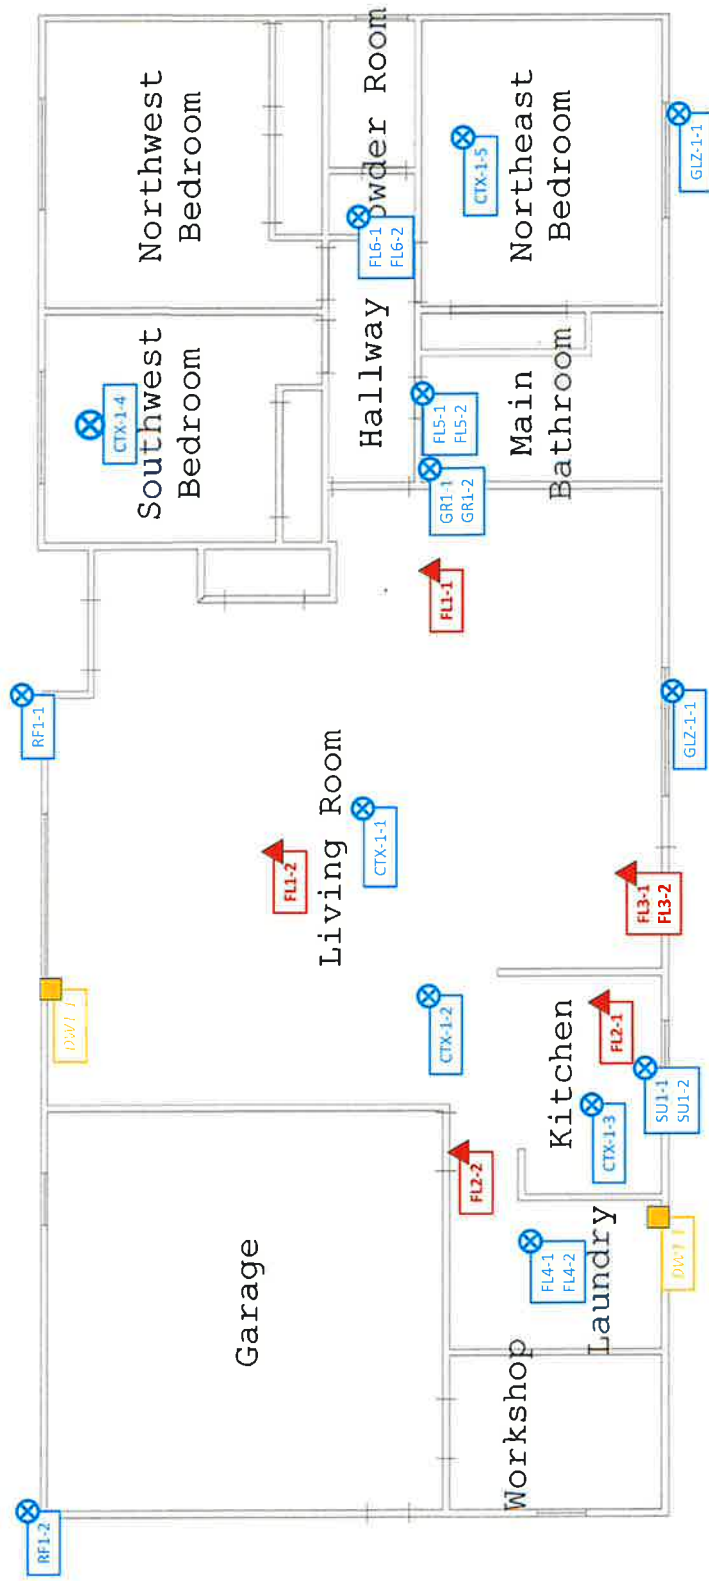 Northwest
Bedroom
owder Room
Northeast
Bedroom
CTX-1-5
GLZ-1-1
FL6-1
FL6-2
Southwest
Bedroom
CTX-1-4
Hallway
FL5-1
FL5-2
Main
Bathroom
GR1-1
GR1-2
FL1-1
RF1-1
GLZ-1-1
Living Room
CTX-1-1
FL1-2
FL3-1
FL3-2
DW1 1
CTX-1-2
Kitchen
FL2-1
SU1-1
SU1-2
CTX-1-3
FL2-2
Garage
FL4-1
FL4-2
Laundry
DW1 1
Workshop
RF1-2